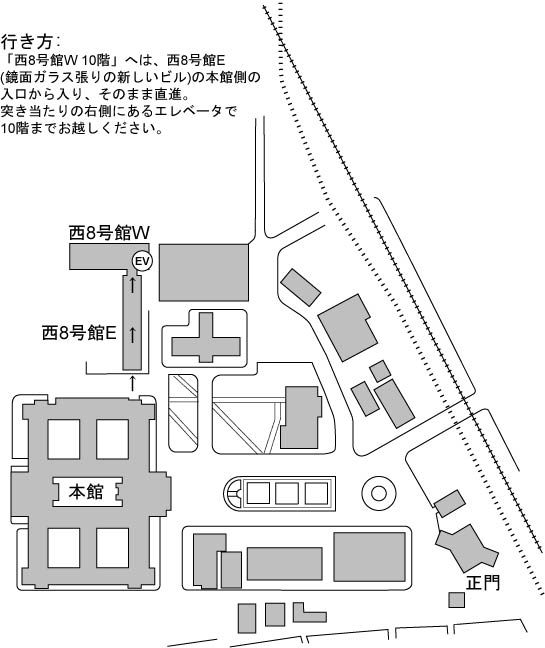 行き方:
「西8号館W 10階」へは、西8号館E
(鏡面ガラス張りの新しいビル)の本館側の
入口から入り、そのまま直進。
突き当たりの右側にあるエレベータで
10階までお越しください。
西8号館W
EV
西8号館E
本館
正門